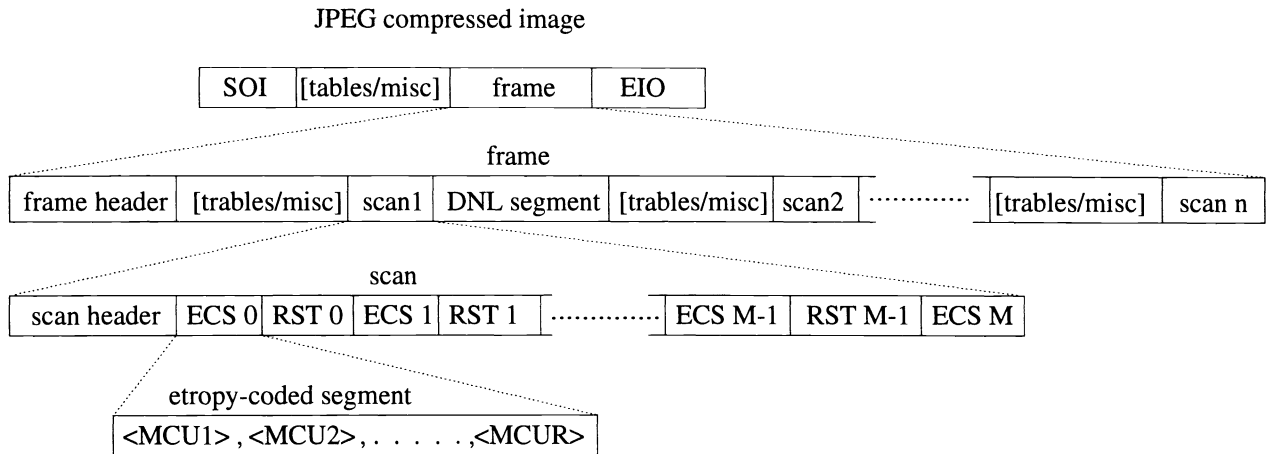 JPEG compressed image
SOI [tables/misc] frame EIO
frame
frame header [trables/misc] scan1 DNL segment [trables/misc] scan2 ............. [trables/misc] scan n
scan
scan header ECS 0 RST 0 ECS 1 RST 1 .............. ECS M-1 RST M-1 ECS M
etropy-coded segment
<MCU1> , <MCU2>, . . . . . ,<MCUR>